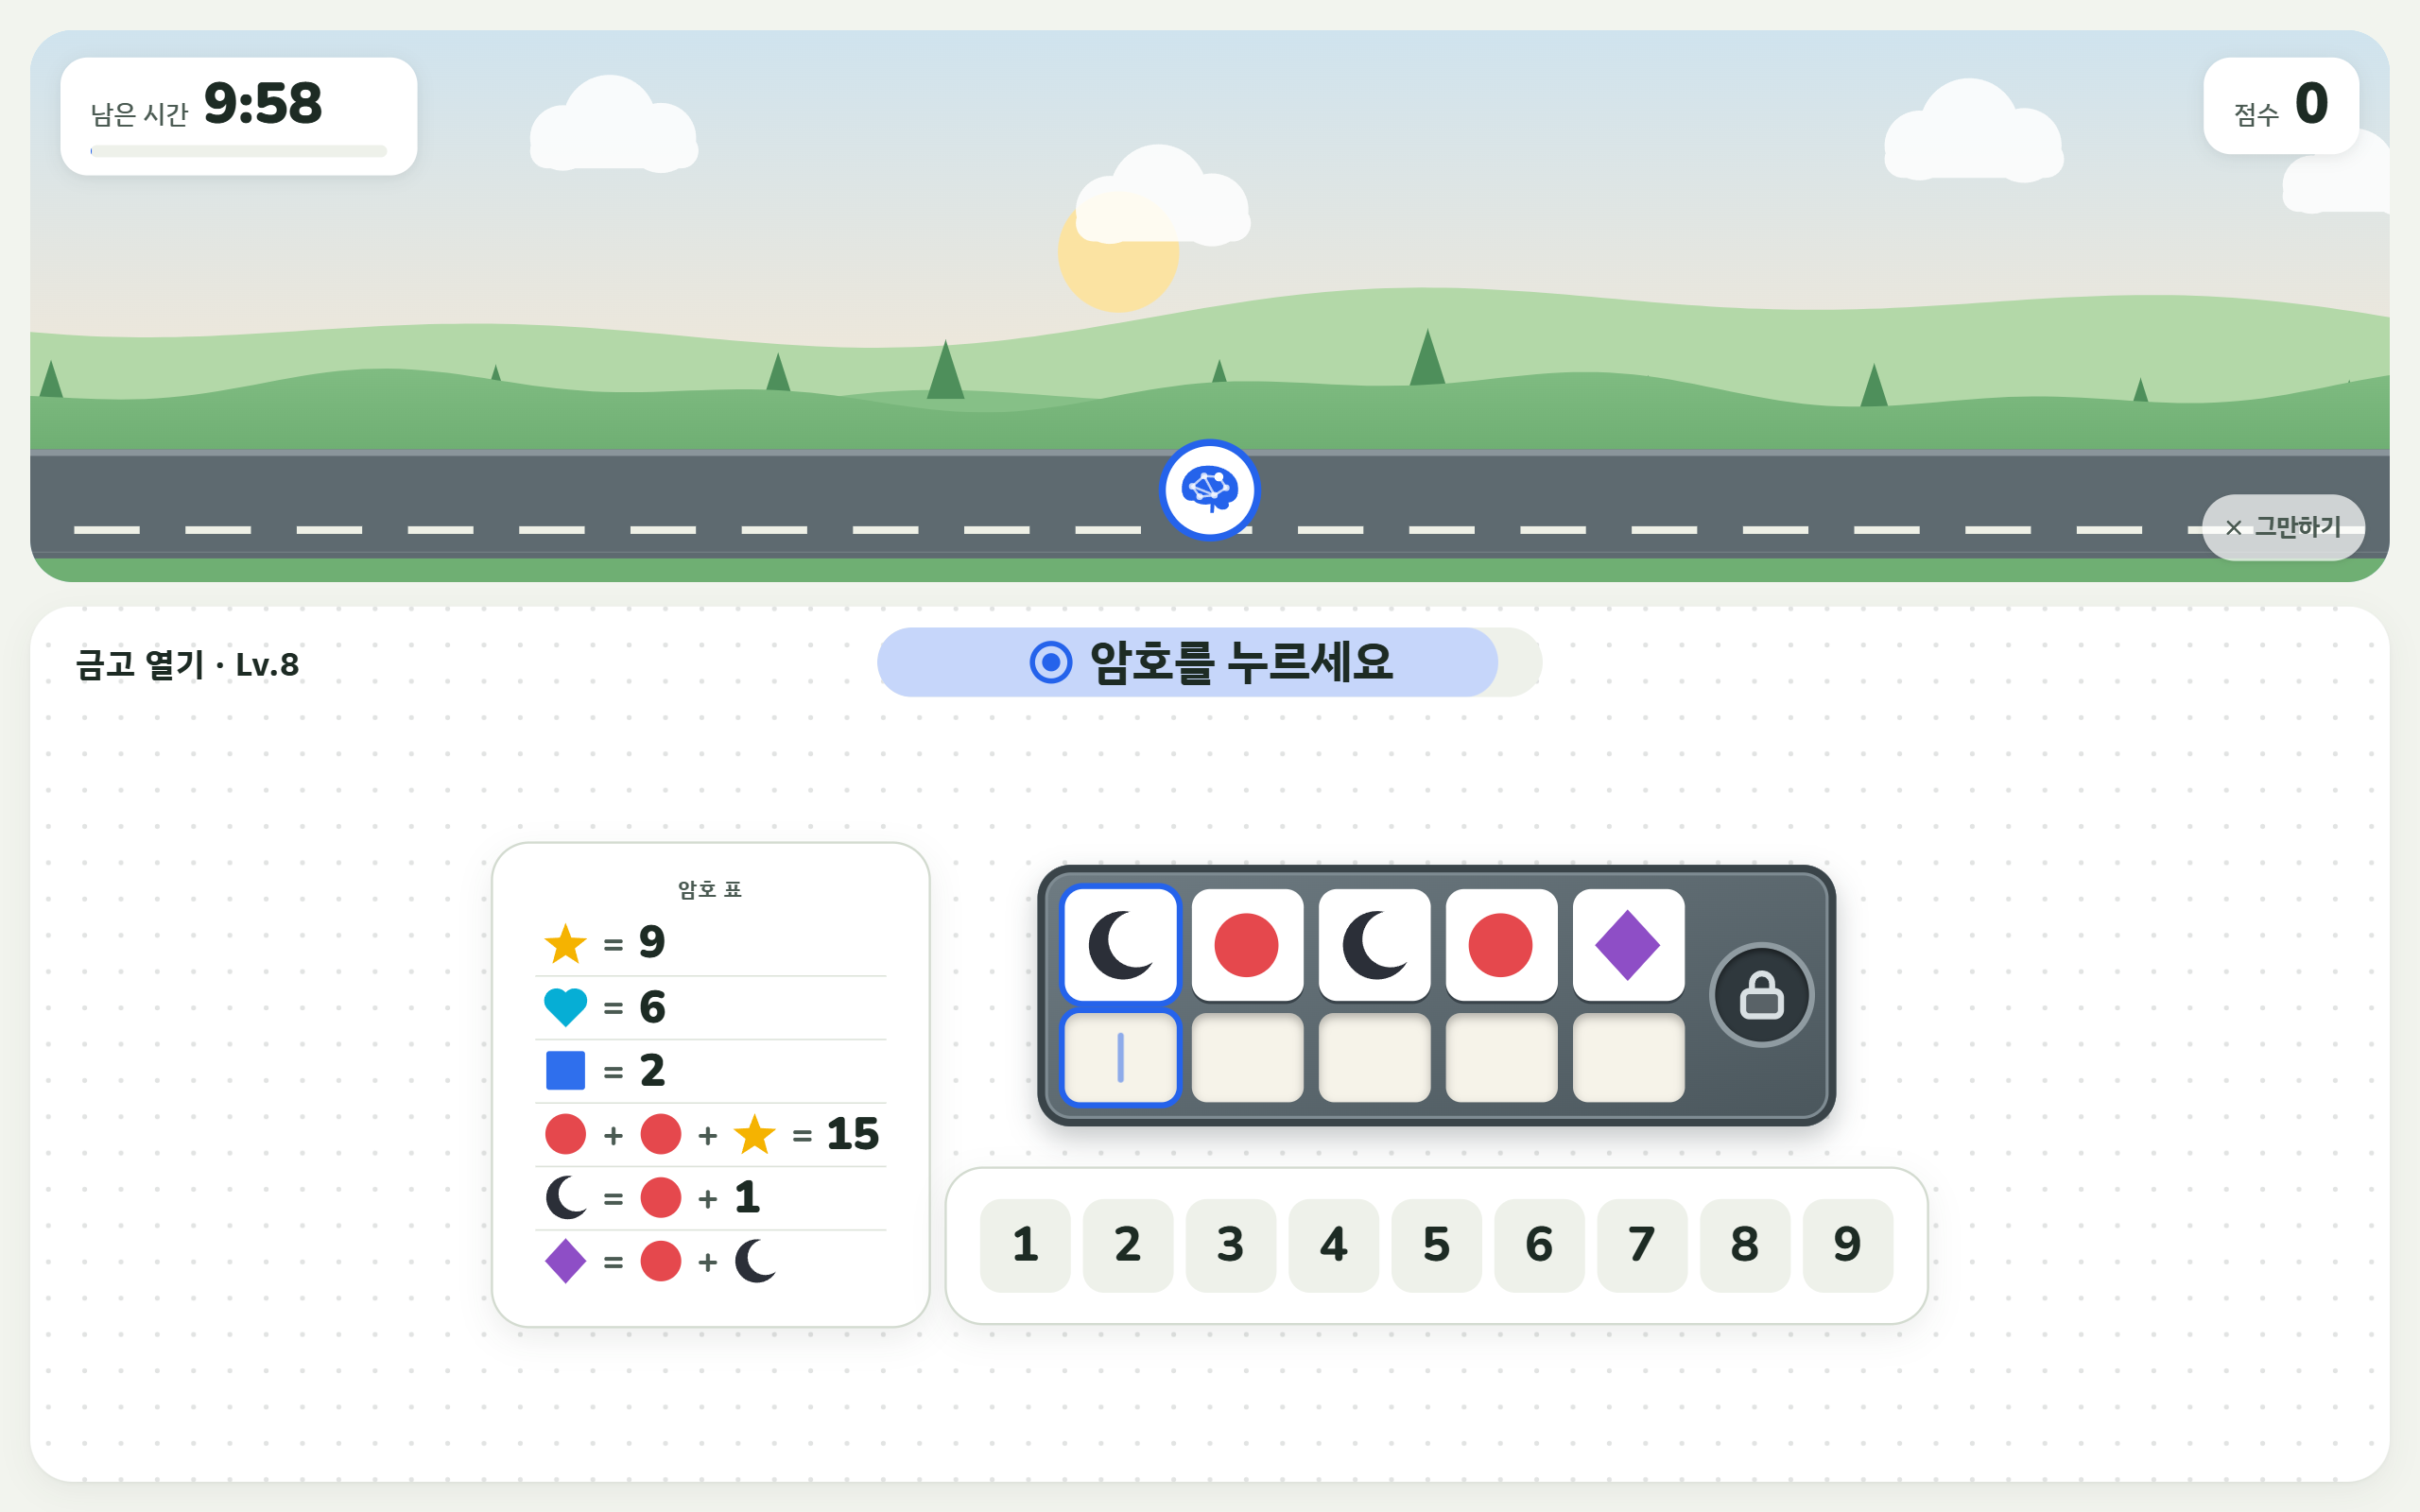 남은 시간 9:58
점수 0
× 그만하기
금고 열기 · Lv.8
암호를 누르세요
암호 표
= 9
= 6
= 2
+ + = 15
= + 1
= +
1 2 3 4 5 6 7 8 9